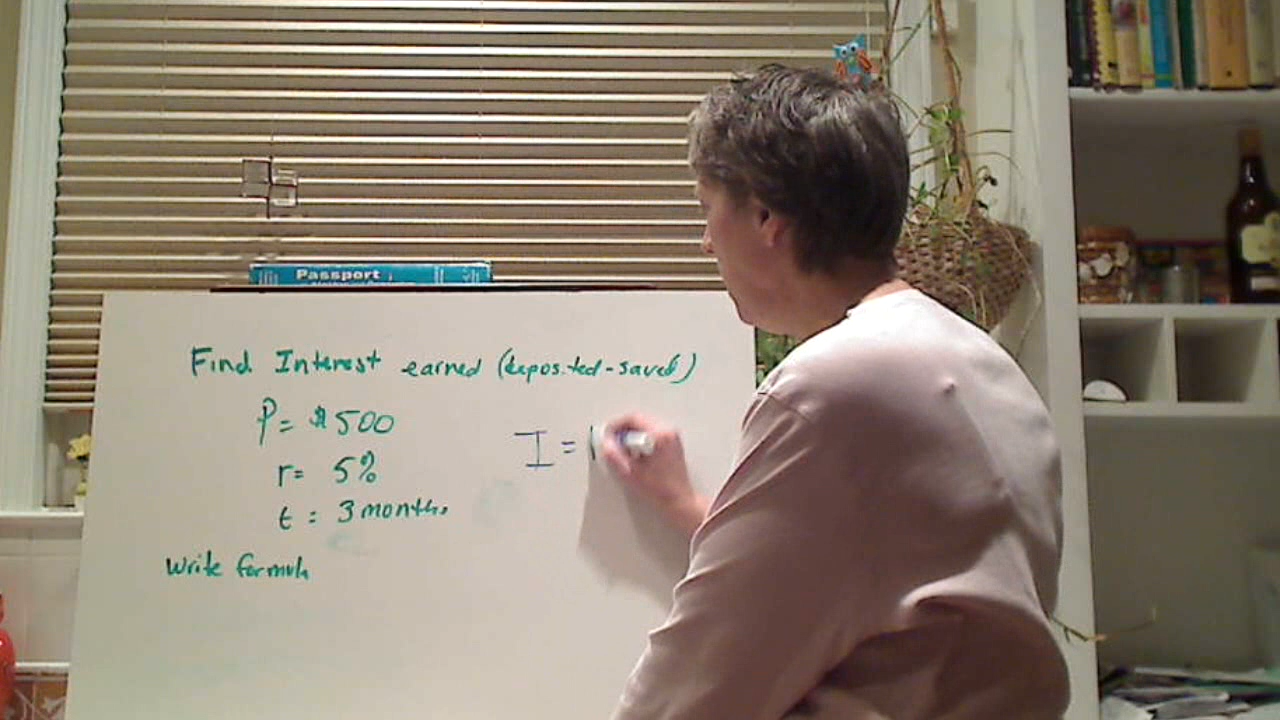 Passport
Find Interest earned (deposited-saved)
P = $500
I =
r = 5%
t = 3 months
Write formula